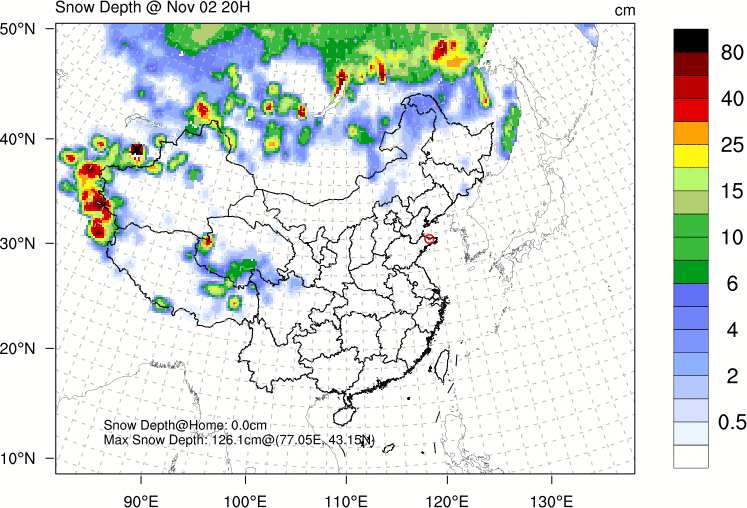 Snow Depth @ Nov 02 20H
cm
50°N
40°N
30°N
20°N
10°N
Snow Depth@Home: 0.0cm
Max Snow Depth: 126.1cm@(77.05E, 43.15N)
90°E
100°E
110°E
120°E
130°E
80
40
25
15
10
6
4
2
0.5